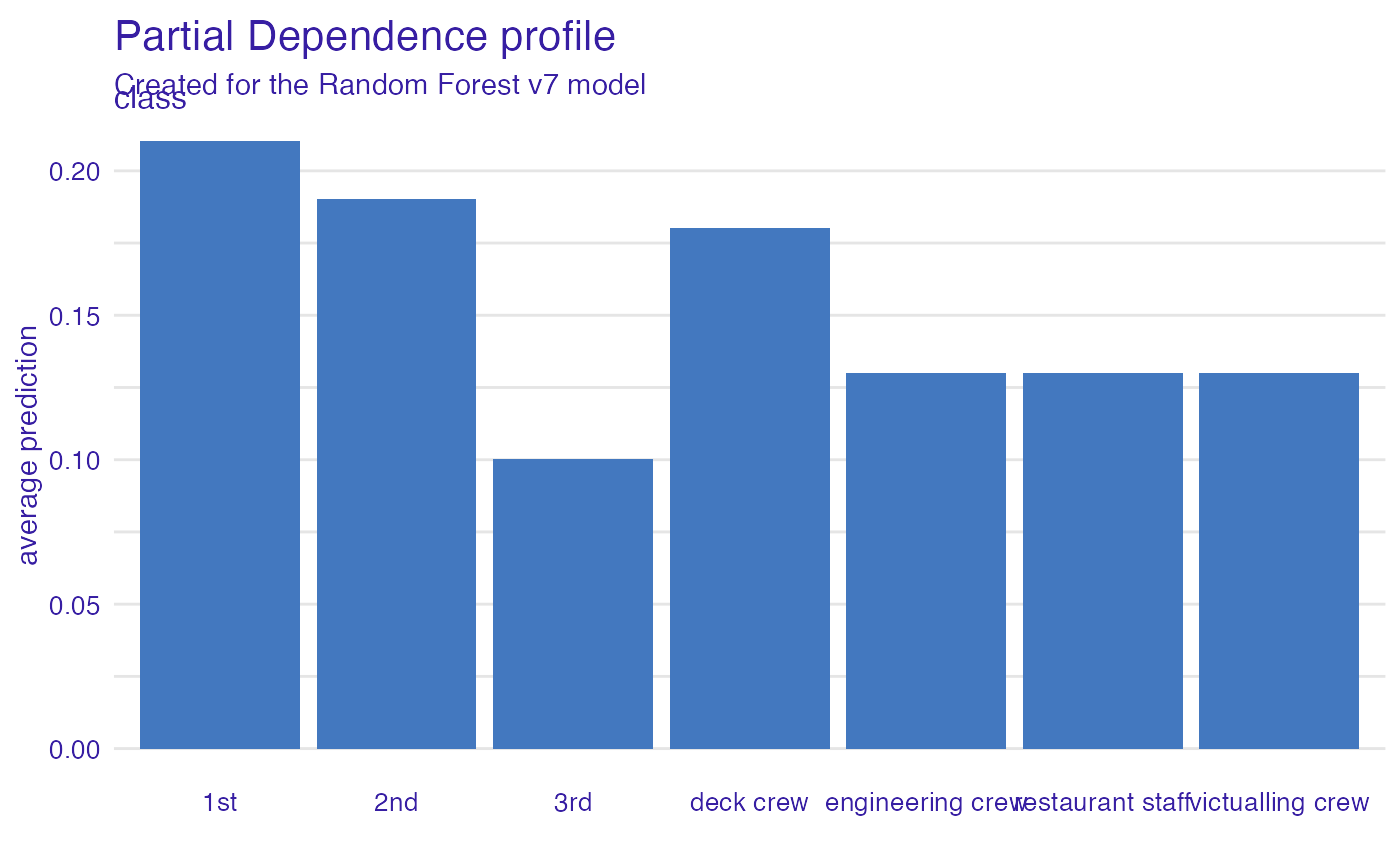 Partial Dependence profile
Created for the Random Forest v7 model
class
average prediction
0.20
0.15
0.10
0.05
0.00
1st
2nd
3rd
deck crew
engineering crew
restaurant staff
victualling crew